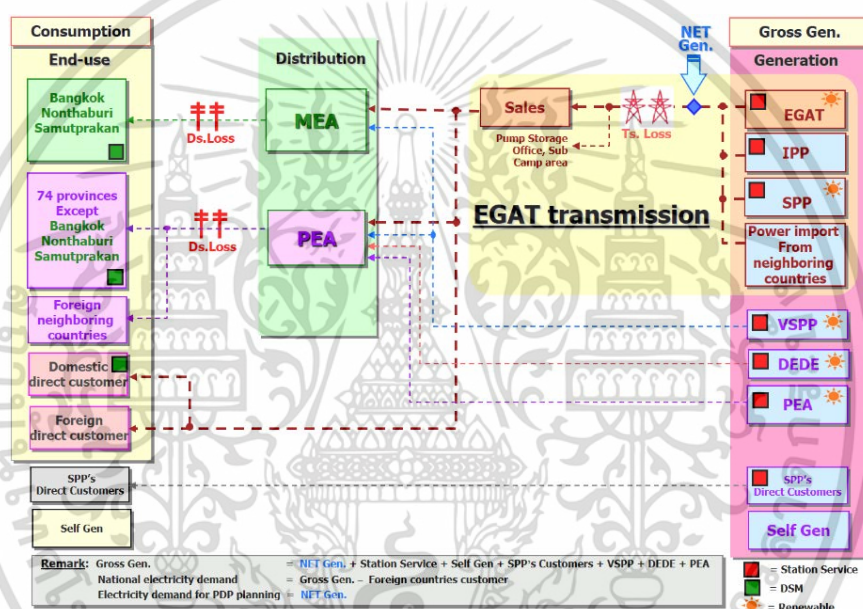 Consumption
End-use
Bangkok
Nonthaburi
Samutprakan
74 provinces
Except
Bangkok
Nonthaburi
Samutprakan
Foreign
neighboring
countries
Domestic
direct customer
Foreign
direct customer
SPP's
Direct Customers
Self Gen
Ds.Loss
Ds.Loss
Distribution
MEA
PEA
Sales
Pump Storage
Office, Sub
Camp area
Ts. Loss
NET
Gen.
EGAT transmission
Gross Gen.
Generation
EGAT
IPP
SPP
Power import
From
neighboring
countries
VSPP
DEDE
PEA
SPP's
Direct Customers
Self Gen
Remark: Gross Gen. = NET Gen. + Station Service + Self Gen + SPP's Customers + VSPP + DEDE + PEA
National electricity demand = Gross Gen. – Foreign countries customer
Electricity demand for PDP planning = NET Gen.
= Station Service
= DSM
= Renewable